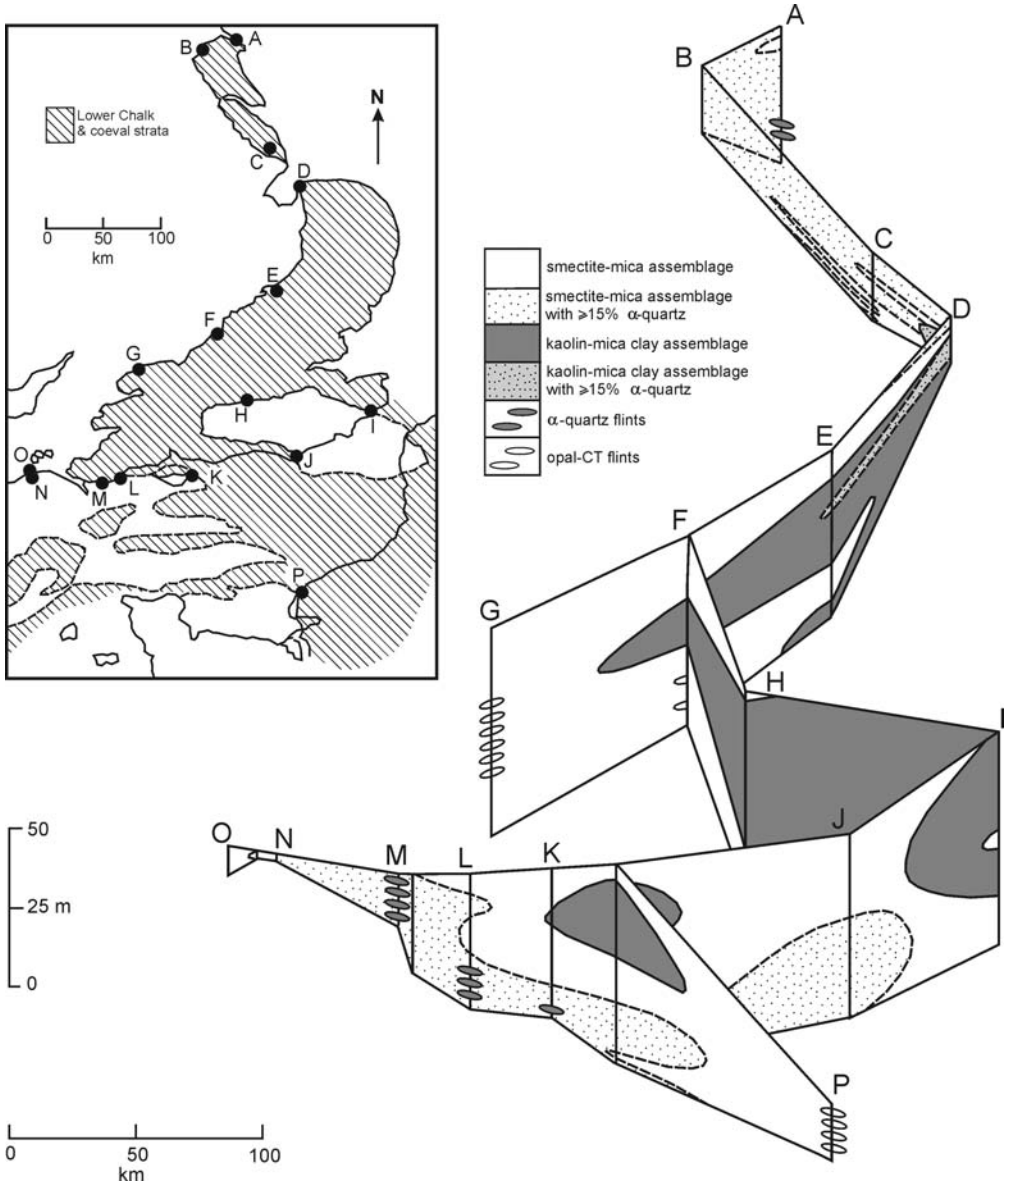 A
B
N
Lower Chalk
& coeval strata
C
D
0 50 100
km
E
F
G
H
I
O
N
J
K
M
L
P
A
B
C
D
smectite-mica assemblage
smectite-mica assemblage
with ⩾15% α-quartz
kaolin-mica clay assemblage
kaolin-mica clay assemblage
with ⩾15% α-quartz
α-quartz flints
opal-CT flints
E
F
G
H
I
J
O
N
M
L
K
P
50
25 m
0
0 50 100
km